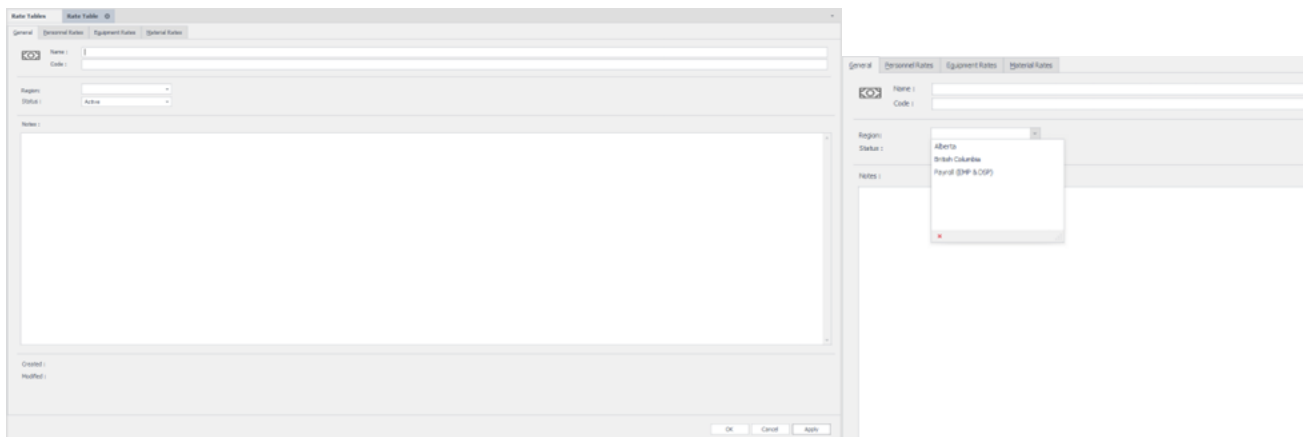 Rate Tables Rate Table
General Personnel Rates Equipment Rates Material Rates
Name :
Code :
Region:
Status : Active
Notes :
Created :
Modified :
OK Cancel Apply
General Personnel Rates Equipment Rates Material Rates
Name :
Code :
Region:
Status :
Alberta
British Columbia
Payroll (EMP & DSP)
Notes :